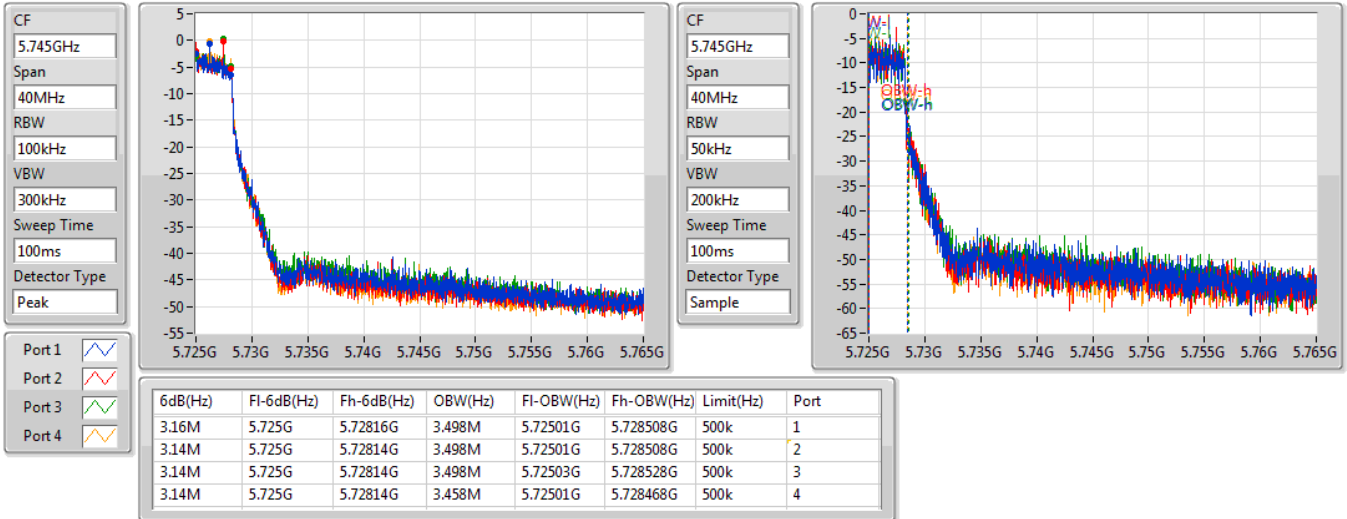 CF
5.745GHz
Span
40MHz
RBW
100kHz
VBW
300kHz
Sweep Time
100ms
Detector Type
Peak
5-
0-
-5-
-10-
-15-
-20-
-25-
-30-
-35-
-40-
-45-
-50-
-55-
5.725G 5.73G 5.735G 5.74G 5.745G 5.75G 5.755G 5.76G 5.765G
CF
5.745GHz
Span
40MHz
RBW
50kHz
VBW
200kHz
Sweep Time
100ms
Detector Type
Sample
0-
-5-
-10-
-15-
-20-
-25-
-30-
-35-
-40-
-45-
-50-
-55-
-60-
-65-
OBW-h
OBW-h
5.725G 5.73G 5.735G 5.74G 5.745G 5.75G 5.755G 5.76G 5.765G
Port 1
Port 2
Port 3
Port 4
6dB(Hz) Fl-6dB(Hz) Fh-6dB(Hz) OBW(Hz) Fl-OBW(Hz) Fh-OBW(Hz) Limit(Hz) Port
3.16M 5.725G 5.72816G 3.498M 5.72501G 5.728508G 500k 1
3.14M 5.725G 5.72814G 3.498M 5.72501G 5.728508G 500k 2
3.14M 5.725G 5.72814G 3.498M 5.72503G 5.728528G 500k 3
3.14M 5.725G 5.72814G 3.458M 5.72501G 5.728468G 500k 4